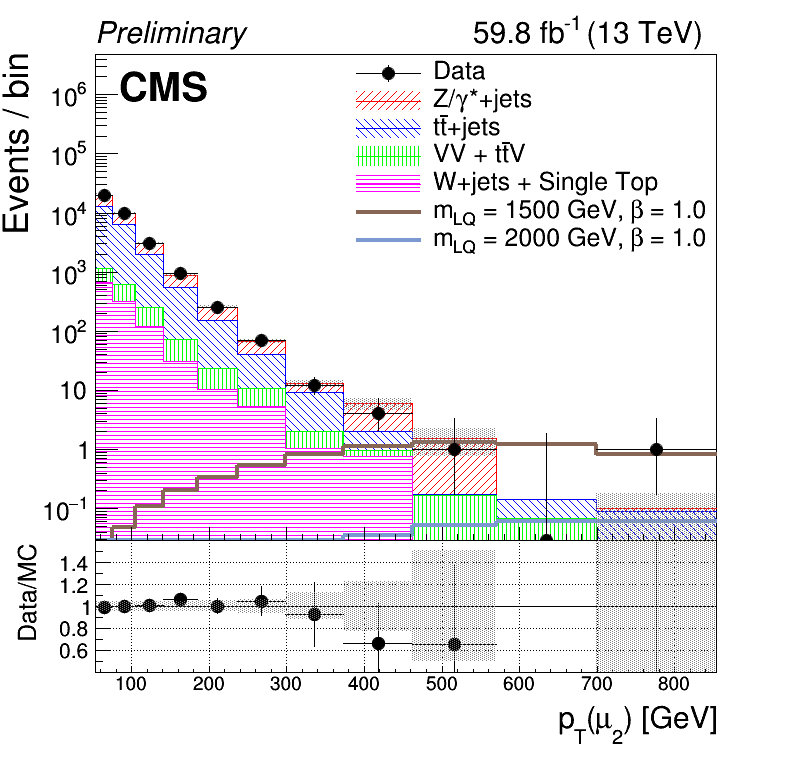 Preliminary 59.8 fb⁻¹ (13 TeV)
CMS
Events / bin
Data
Z/γ*+jets
tt̄+jets
VV + tt̄V
W+jets + Single Top
m_LQ = 1500 GeV, β = 1.0
m_LQ = 2000 GeV, β = 1.0
10⁶
10⁵
10⁴
10³
10²
10
1
10⁻¹
Data/MC
1.4
1.2
1
0.8
0.6
100 200 300 400 500 600 700 800
p_T(μ₂) [GeV]